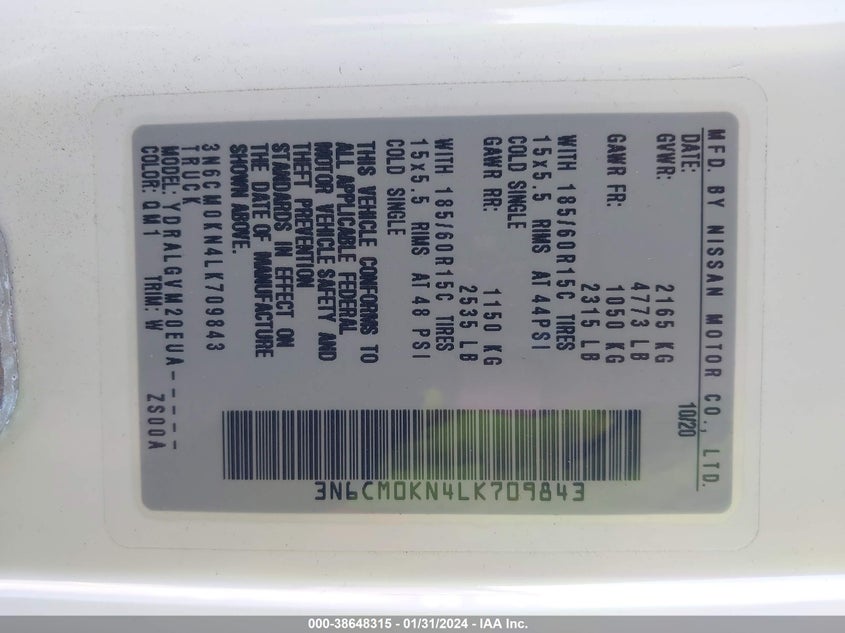 MFD. BY NISSAN MOTOR CO., LTD.
DATE: 10/20
GVWR: 2165 KG
4773 LB
GAWR FR: 1050 KG
2315 LB
WITH 185/60R15C TIRES
15x5.5 RIMS AT 44PSI
COLD SINGLE
GAWR RR: 1150 KG
2535 LB
WITH 185/60R15C TIRES
15x5.5 RIMS AT 48 PSI
COLD SINGLE
THIS VEHICLE CONFORMS TO
ALL APPLICABLE FEDERAL
MOTOR VEHICLE SAFETY AND
THEFT PREVENTION
STANDARDS IN EFFECT ON
THE DATE OF MANUFACTURE
SHOWN ABOVE.
3N6CM0KN4LK709843
TRUCK
MODEL: YDRALGVM20EUA-----
COLOR: QM1 TRIM: W ZS00A
3N6CM0KN4LK709843
000-38648315 - 01/31/2024 - IAA Inc.